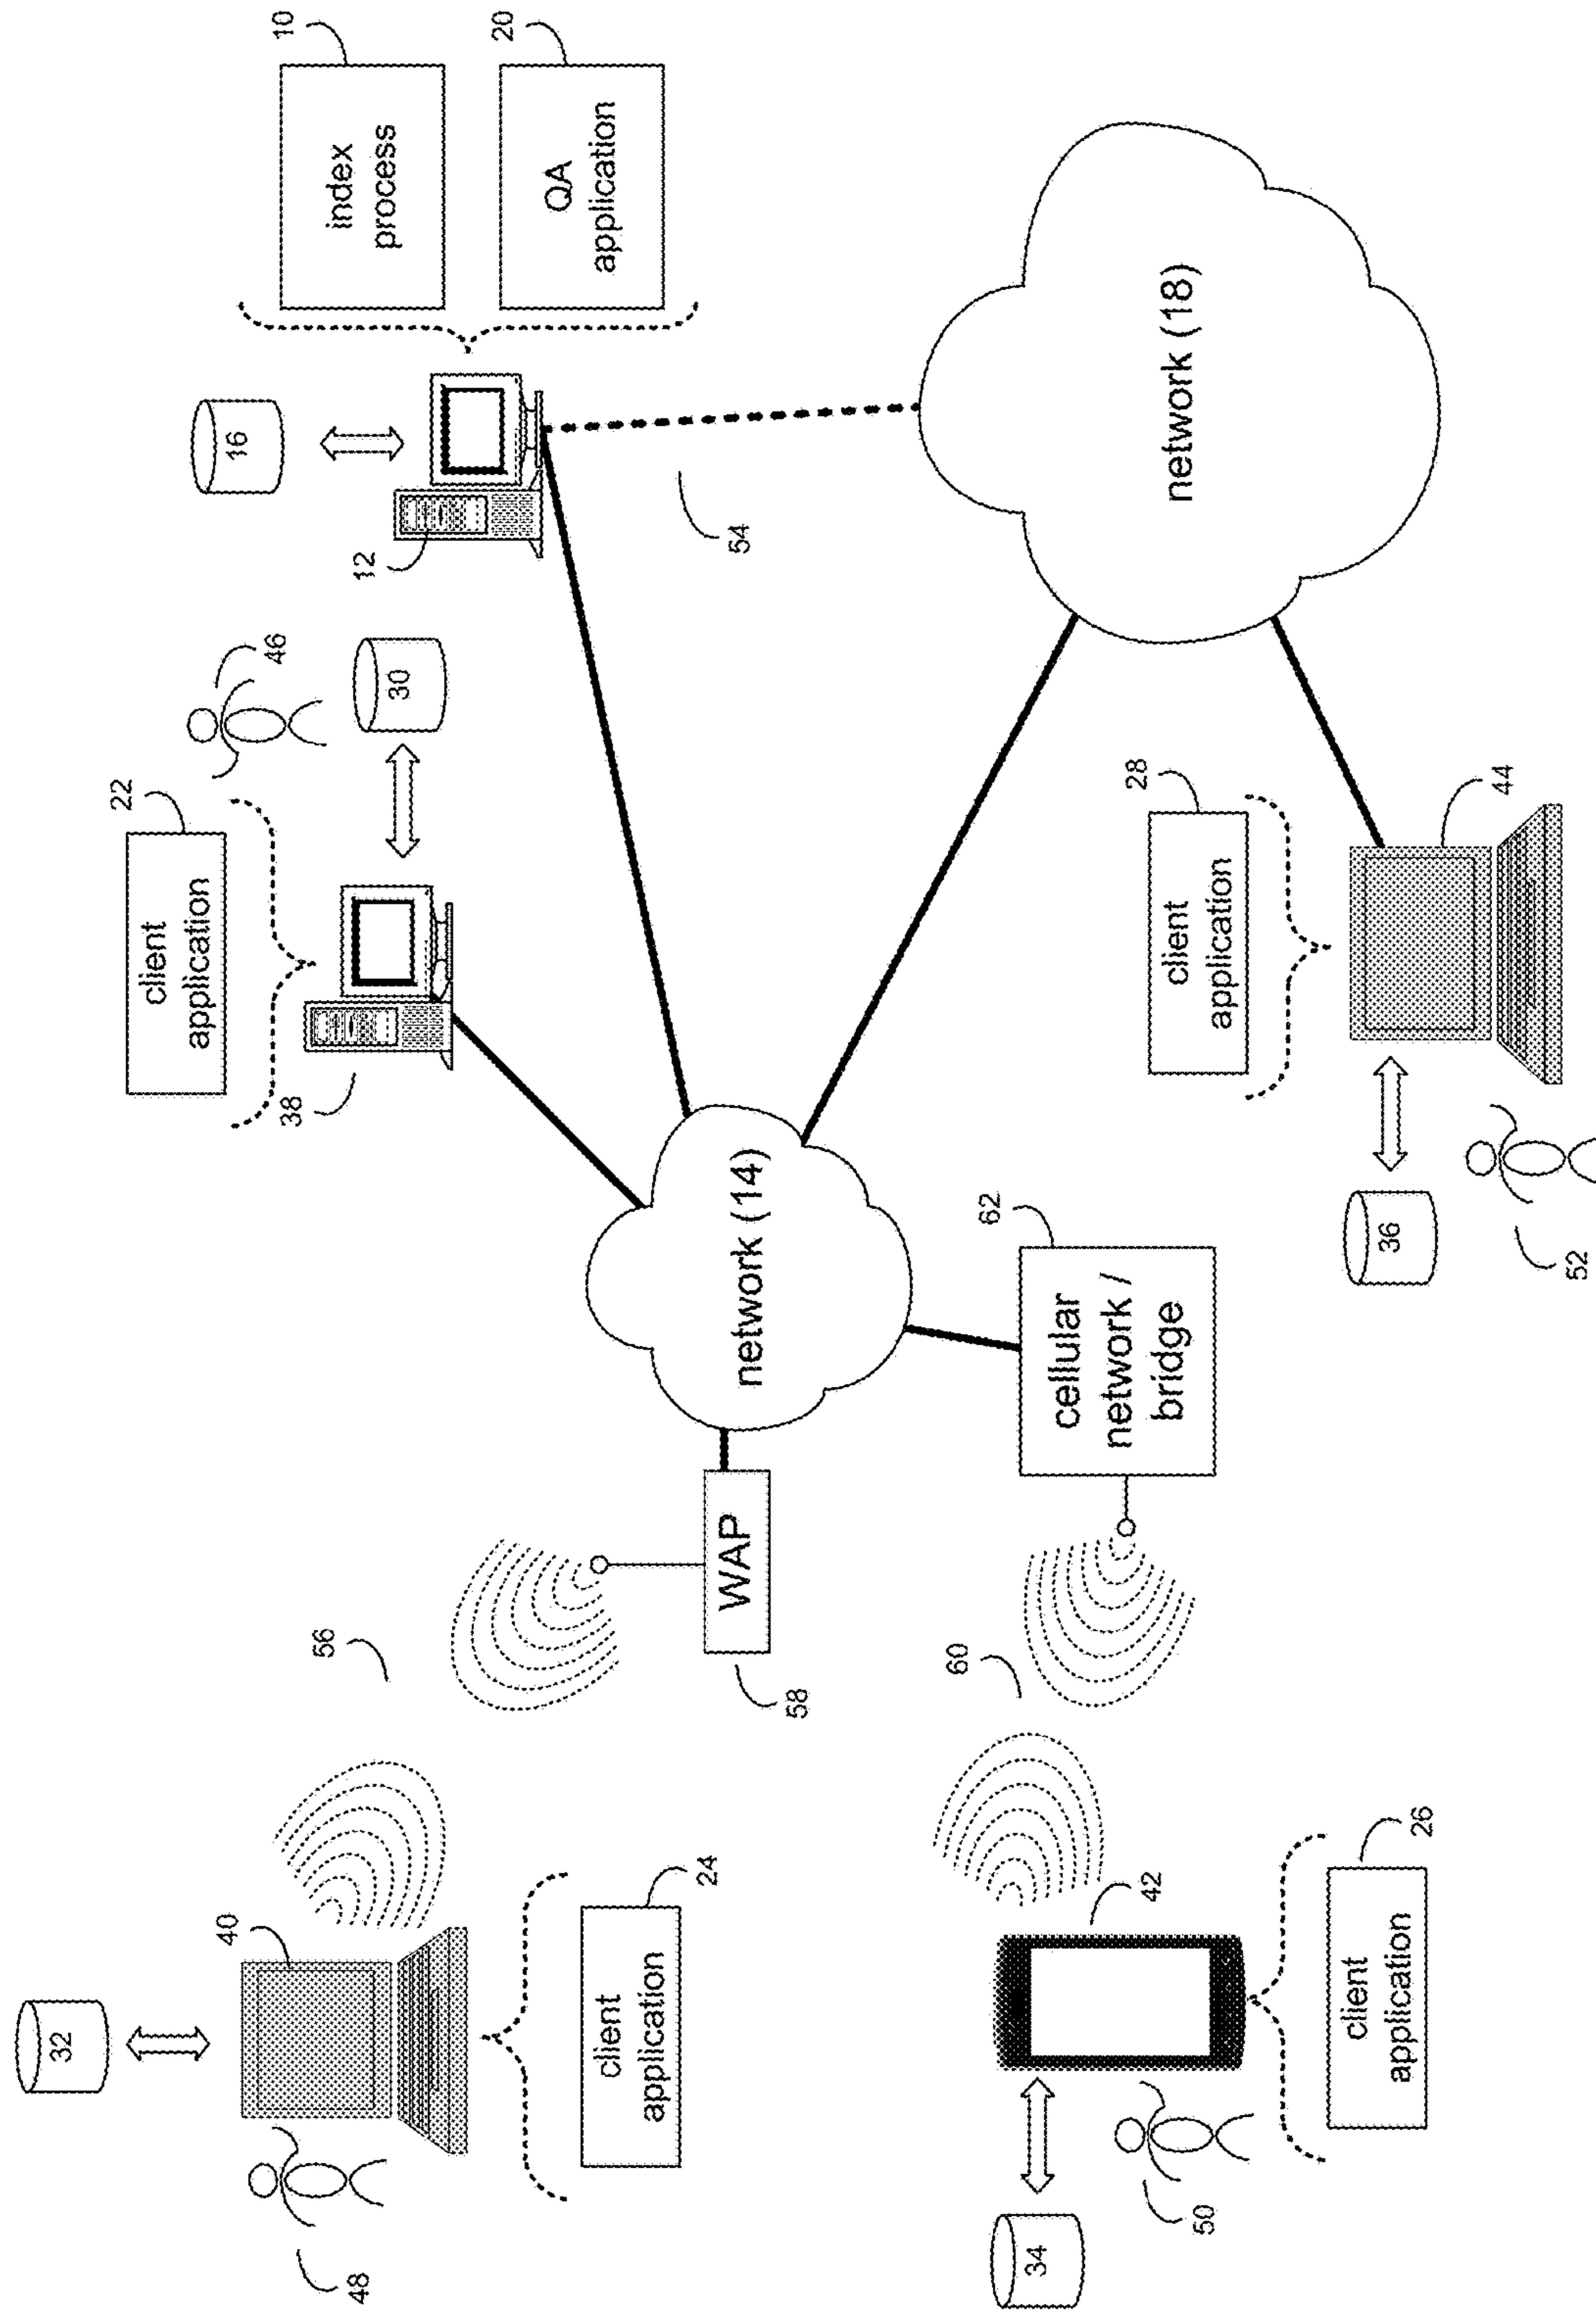 32
22
client
application
48
40
46
38
16
10
index
process
12
30
56
20
QA
application
client
application
24
54
58
WAP
network (14)
60
62
cellular
network /
bridge
34
42
50
client
application
26
network (18)
28
client
application
36
44
52